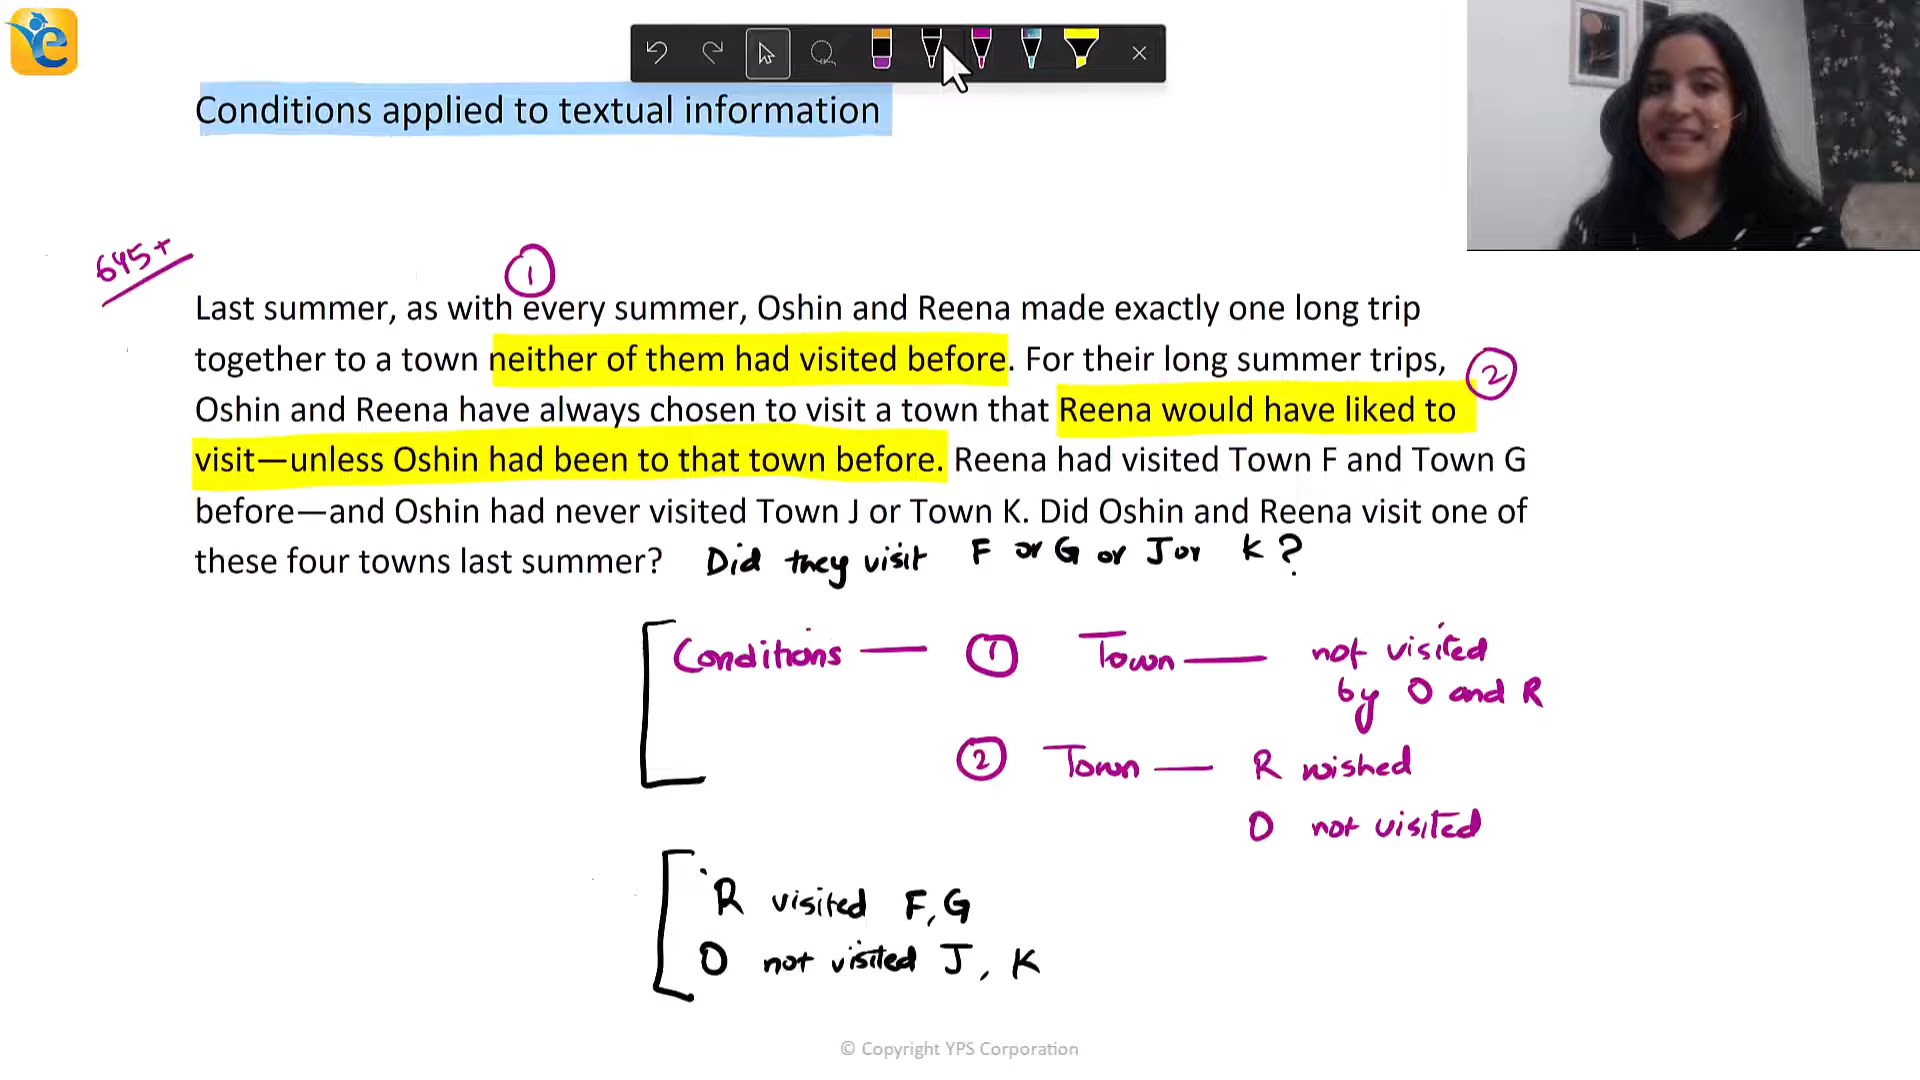 e
Conditions applied to textual information
645+
1
Last summer, as with every summer, Oshin and Reena made exactly one long trip
together to a town neither of them had visited before. For their long summer trips,
2
Oshin and Reena have always chosen to visit a town that Reena would have liked to
visit—unless Oshin had been to that town before. Reena had visited Town F and Town G
before—and Oshin had never visited Town J or Town K. Did Oshin and Reena visit one of
these four towns last summer? Did they visit F or G or J or K?
Conditions — 1 Town — not visited
by O and R
2 Town — R wished
O not visited
R visited F, G
O not visited J, K
© Copyright YPS Corporation